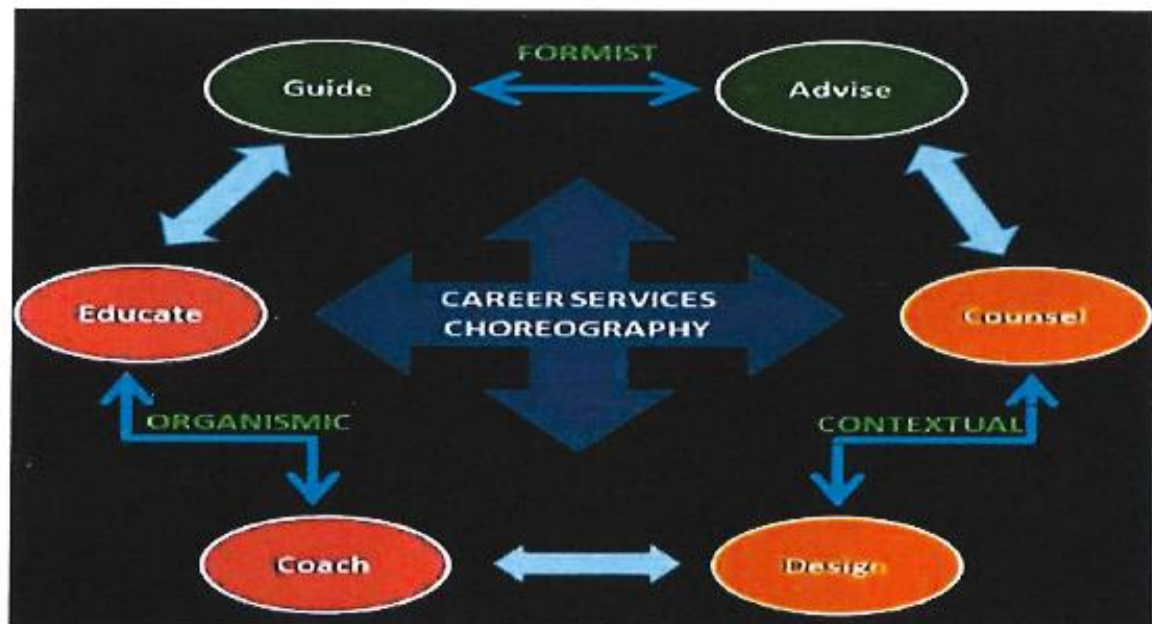 FORMIST
Guide
Advise
CAREER SERVICES
CHOREOGRAPHY
Educate
Counsel
ORGANISMIC
CONTEXTUAL
Coach
Design